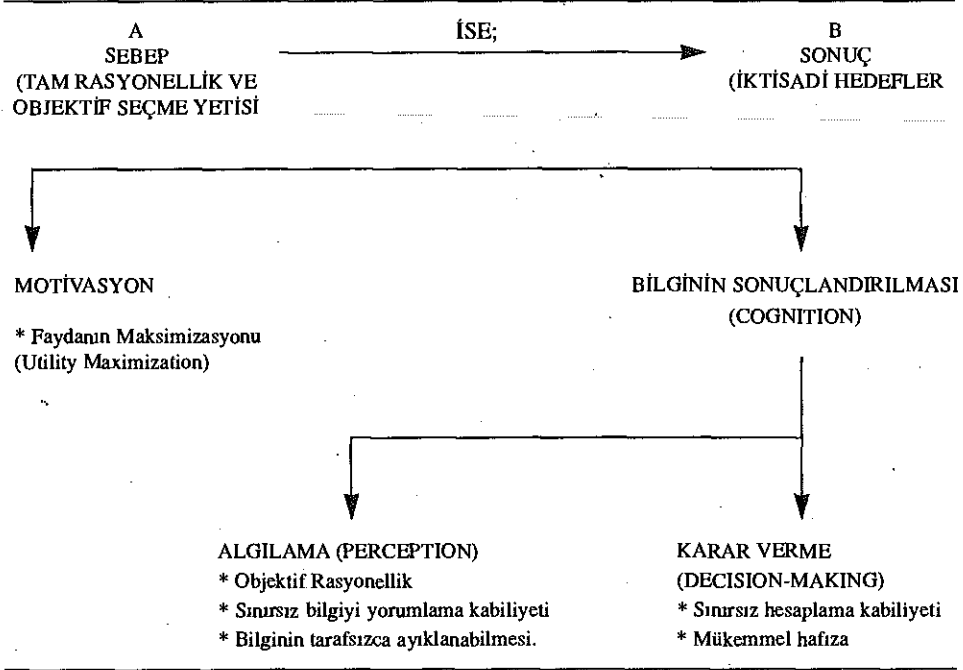 A
SEBEP
(TAM RASYONELLİK VE
OBJEKTİF SEÇME YETİSİ
İSE;
B
SONUÇ
(İKTİSADİ HEDEFLER
MOTİVASYON
* Faydanın Maksimizasyonu
(Utility Maximization)
BİLGİNİN SONUÇLANDIRILMASI
(COGNITION)
ALGILAMA (PERCEPTION)
* Objektif Rasyonellik
* Sınırsız bilgiyi yorumlama kabiliyeti
* Bilginin tarafsızca ayıklanabilmesi.
KARAR VERME
(DECISION-MAKING)
* Sınırsız hesaplama kabiliyeti
* Mükemmel hafıza